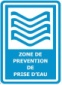 ZONE DE
PREVENTION
DE
PRISE D'EAU